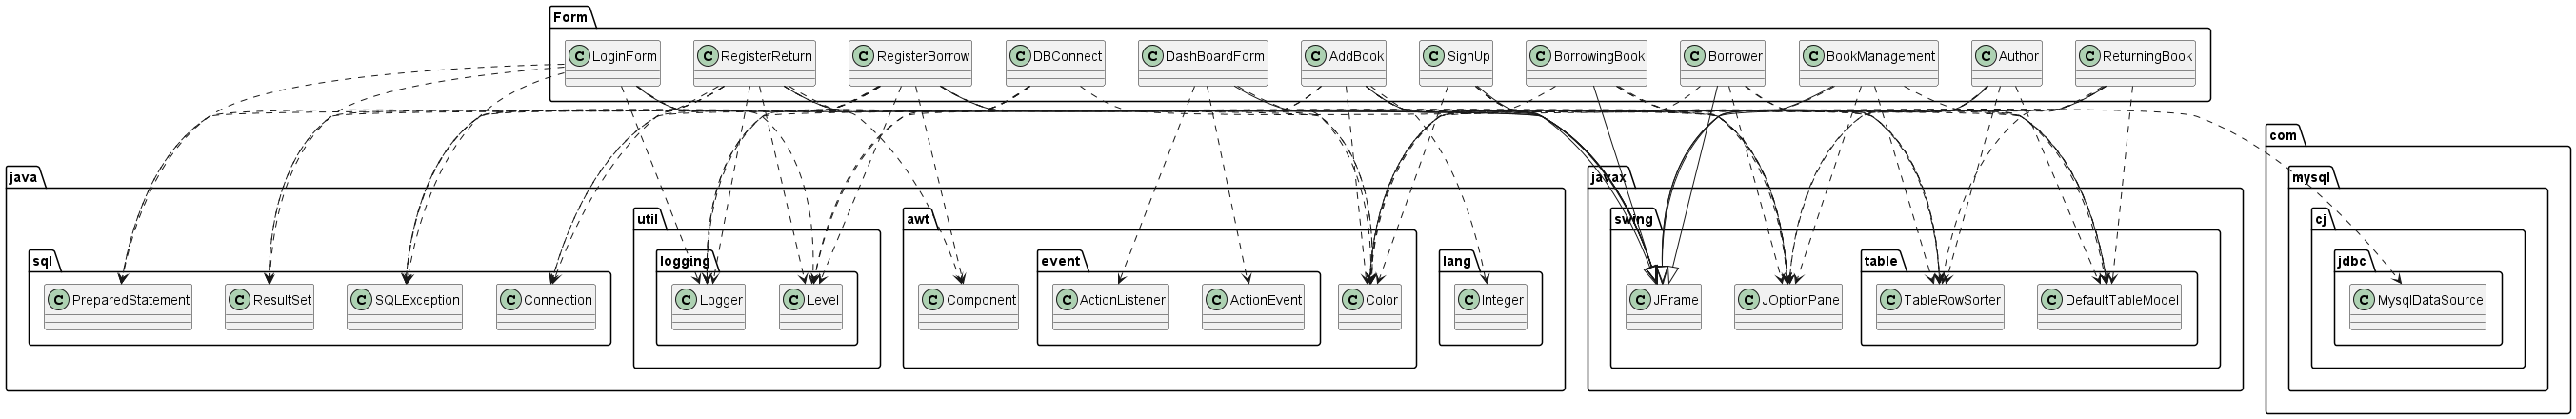 Form
C LoginForm
C RegisterReturn
C RegisterBorrow
C DBConnect
C DashBoardForm
C AddBook
C SignUp
C BorrowingBook
C Borrower
C BookManagement
C Author
C ReturningBook
java
sql
C PreparedStatement
C ResultSet
C SQLException
C Connection
util
logging
C Logger
C Level
awt
C Component
event
C ActionListener
C ActionEvent
C Color
lang
C Integer
javax
swing
C JFrame
C JOptionPane
table
C TableRowSorter
C DefaultTableModel
com
mysql
cj
jdbc
C MysqlDataSource